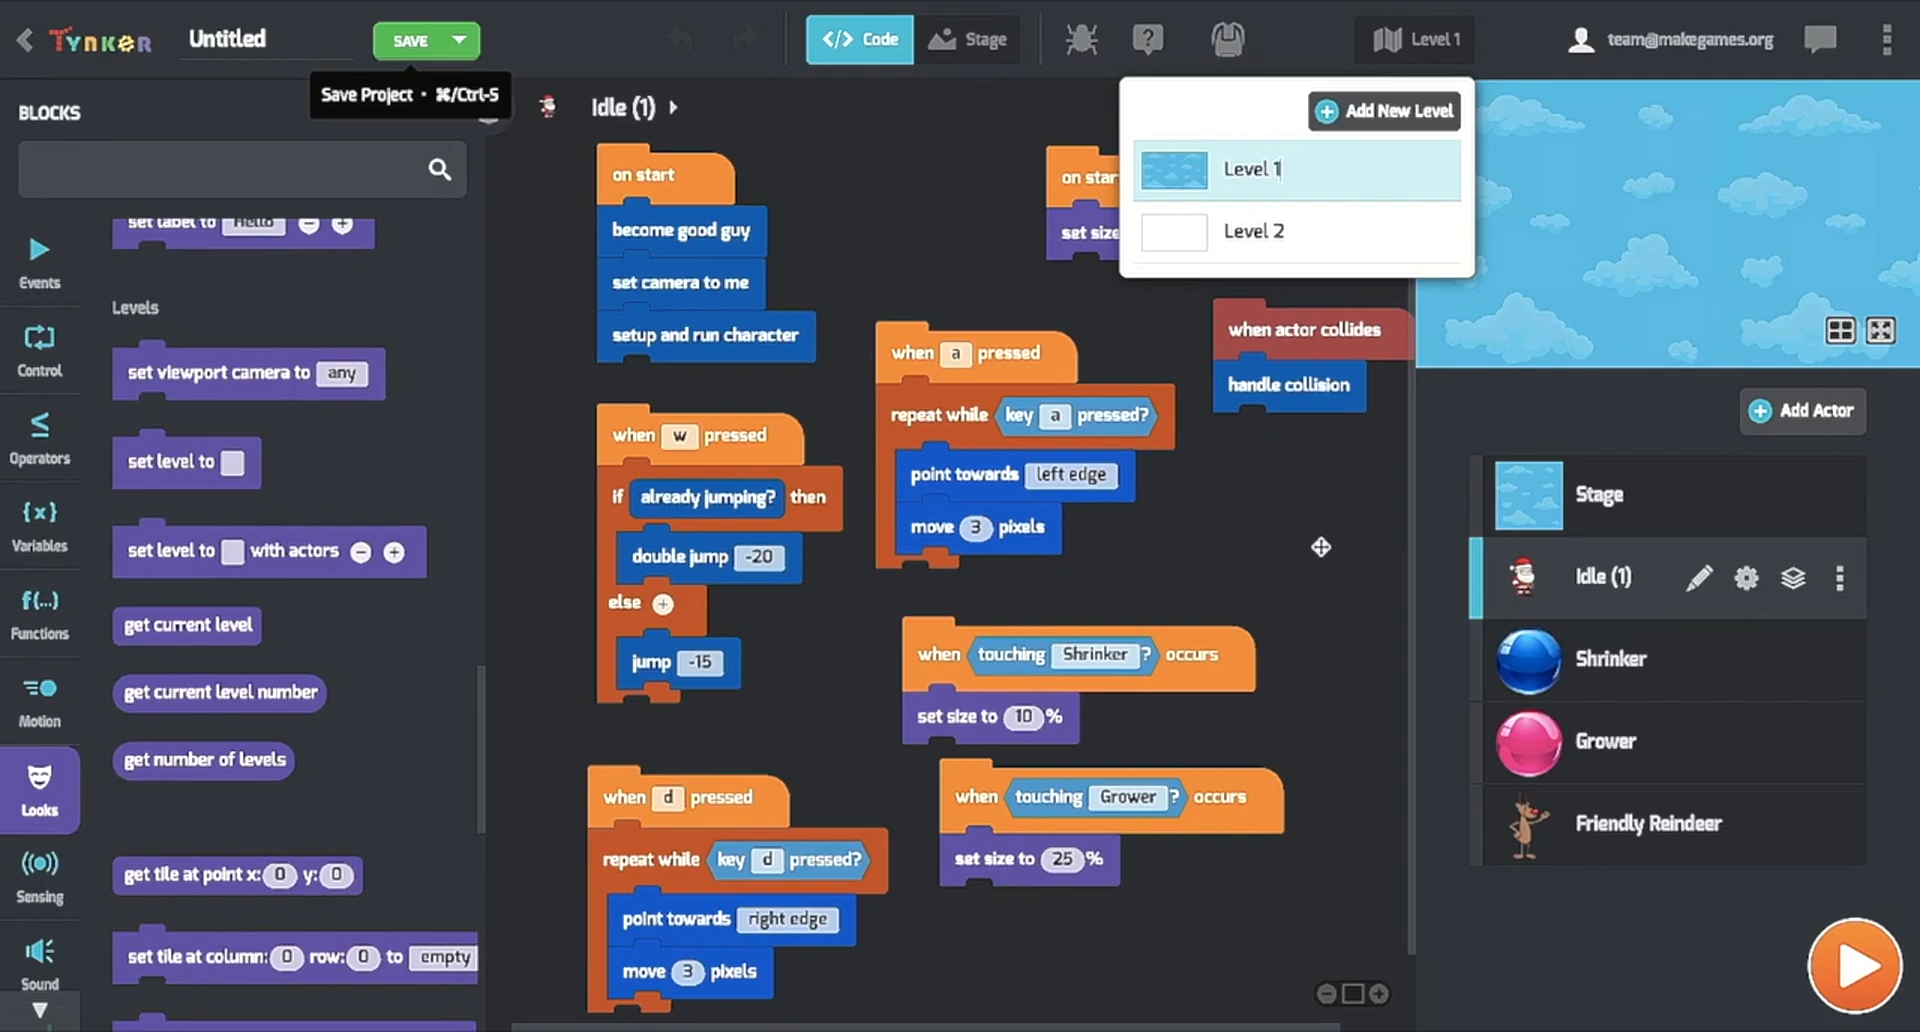 TYNKER
Untitled
SAVE
Save Project · ⌘/Ctrl-S
</> Code
Stage
Level 1
team@makegames.org
BLOCKS
Idle (1)
Add New Level
Level 1
Level 2
Events
Control
Operators
{x}
Variables
f(...)
Functions
Motion
Looks
Sensing
Sound
set label to Hello
Levels
set viewport camera to any
set level to
set level to with actors
get current level
get current level number
get number of levels
get tile at point x: 0 y: 0
set tile at column: 0 row: 0 to empty
on start
become good guy
set camera to me
setup and run character
when w pressed
if already jumping? then
double jump -20
else
jump -15
when d pressed
repeat while key d pressed?
point towards right edge
move 3 pixels
on star
set size
when a pressed
repeat while key a pressed?
point towards left edge
move 3 pixels
when actor collides
handle collision
when touching Shrinker ? occurs
set size to 10 %
when touching Grower ? occurs
set size to 25 %
Add Actor
Stage
Idle (1)
Shrinker
Grower
Friendly Reindeer